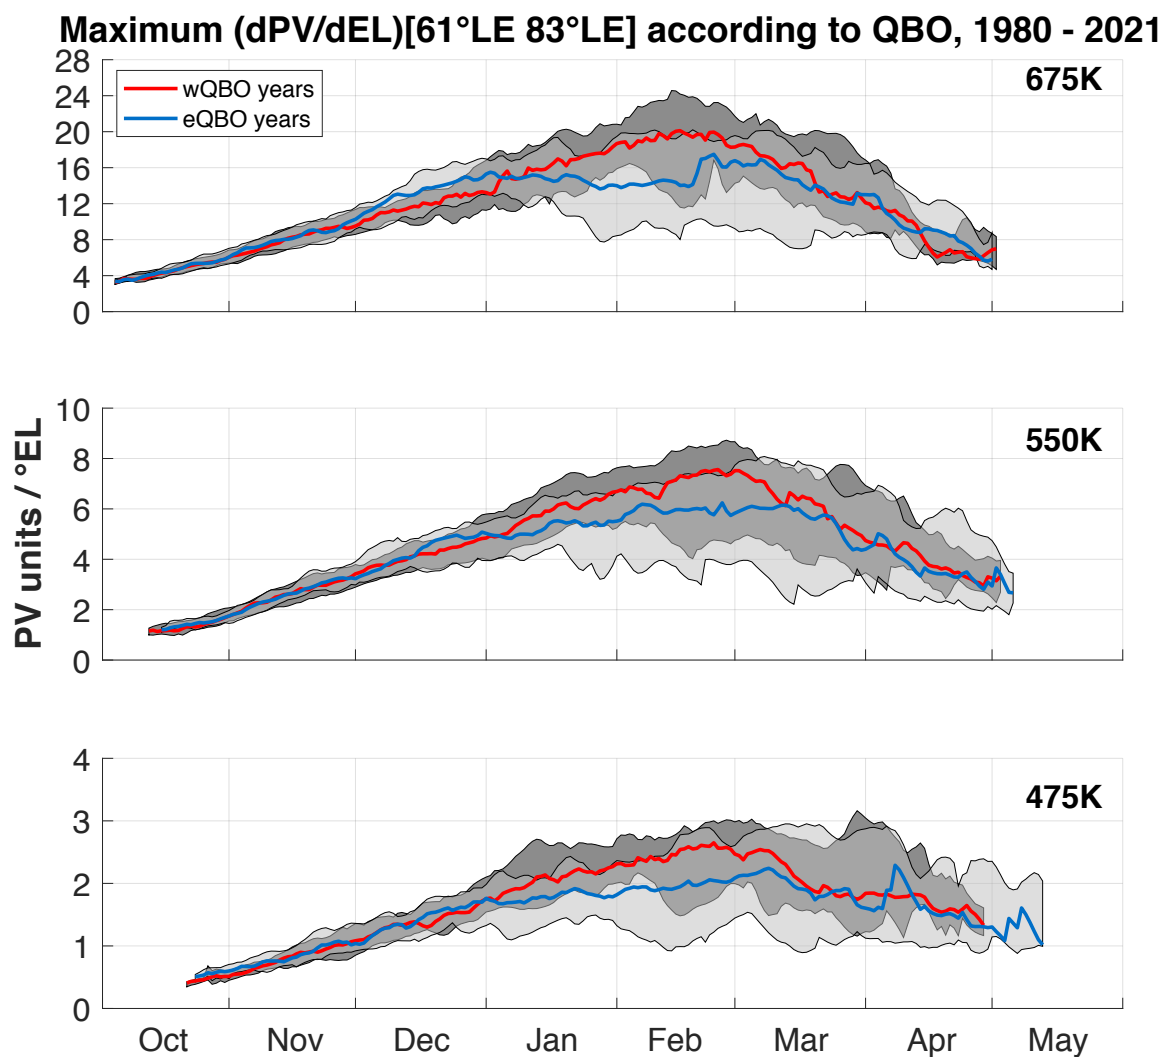 Maximum (dPV/dEL)[61°LE 83°LE] according to QBO, 1980 - 2021
28
24
20
16
12
8
4
0
wQBO years
eQBO years
675K
PV units / °EL
10
8
6
4
2
0
550K
4
3
2
1
0
475K
Oct Nov Dec Jan Feb Mar Apr May